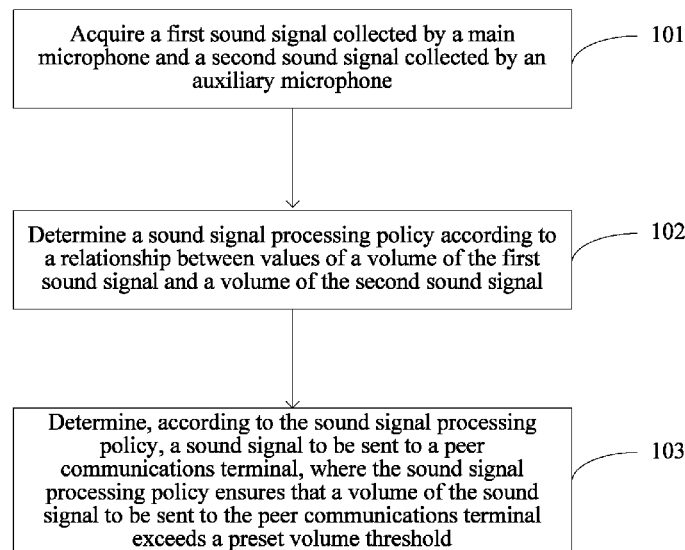 Acquire a first sound signal collected by a main
microphone and a second sound signal collected by an
auxiliary microphone
101
Determine a sound signal processing policy according to
a relationship between values of a volume of the first
sound signal and a volume of the second sound signal
102
Determine, according to the sound signal processing
policy, a sound signal to be sent to a peer
communications terminal, where the sound signal
processing policy ensures that a volume of the sound
signal to be sent to the peer communications terminal
exceeds a preset volume threshold
103